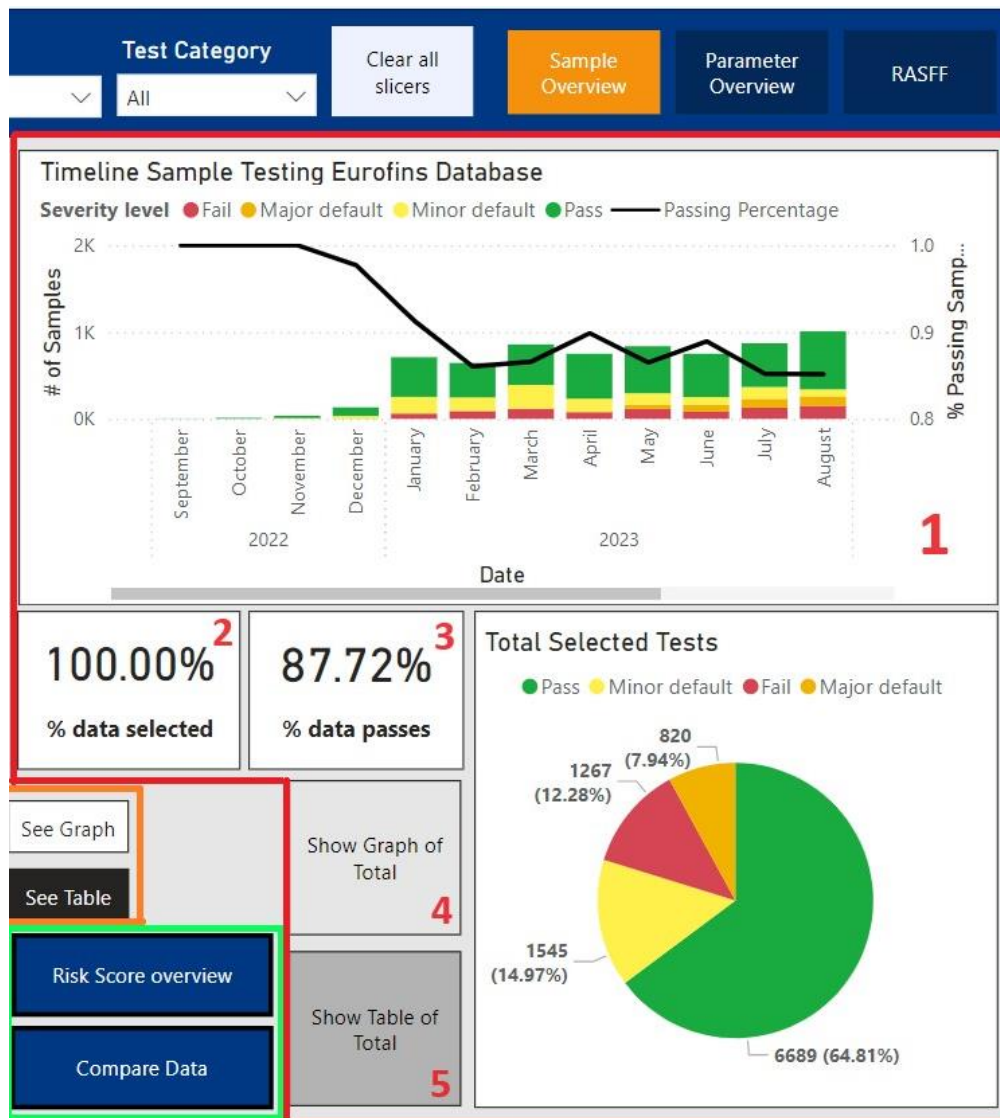 Test Category
All
Clear all
slicers
Sample
Overview
Parameter
Overview
RASFF
Timeline Sample Testing Eurofins Database
Severity level Fail Major default Minor default Pass Passing Percentage
# of Samples
2K
1K
0K
1.0
0.9
0.8
% Passing Samp...
September
October
November
December
January
February
March
April
May
June
July
August
2022
2023
Date
1
100.00%
2
% data selected
87.72%
3
% data passes
Total Selected Tests
Pass Minor default Fail Major default
820
(7.94%)
1267
(12.28%)
1545
(14.97%)
6689 (64.81%)
See Graph
See Table
Show Graph of
Total
4
Risk Score overview
Compare Data
Show Table of
Total
5